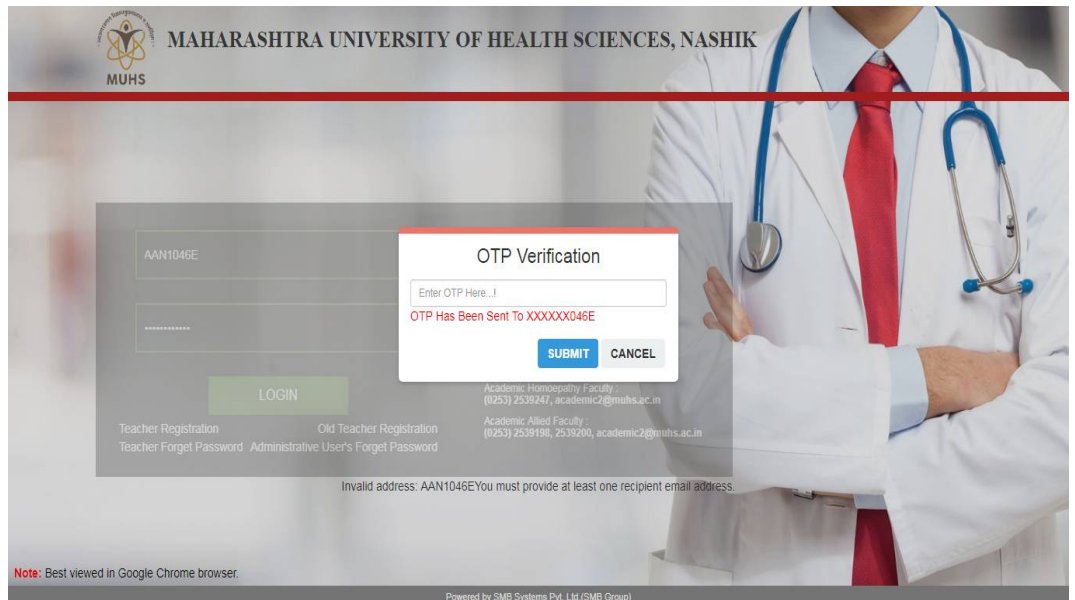 MAHARASHTRA UNIVERSITY OF HEALTH SCIENCES, NASHIK
MUHS
AAN1046E
OTP Verification
Enter OTP Here...!
OTP Has Been Sent To XXXXXX046E
SUBMIT CANCEL
LOGIN
Academic Homoepathy Faculty :
(0253) 2539247, academic2@muhs.ac.in
Teacher Registration Old Teacher Registration
Academic Allied Faculty :
(0253) 2539198, 2539200, academic2@muhs.ac.in
Teacher Forget Password Administrative User's Forget Password
Invalid address: AAN1046EYou must provide at least one recipient email address.
Note: Best viewed in Google Chrome browser.
Powered by SMB Systems Pvt. Ltd.(SMB Group)